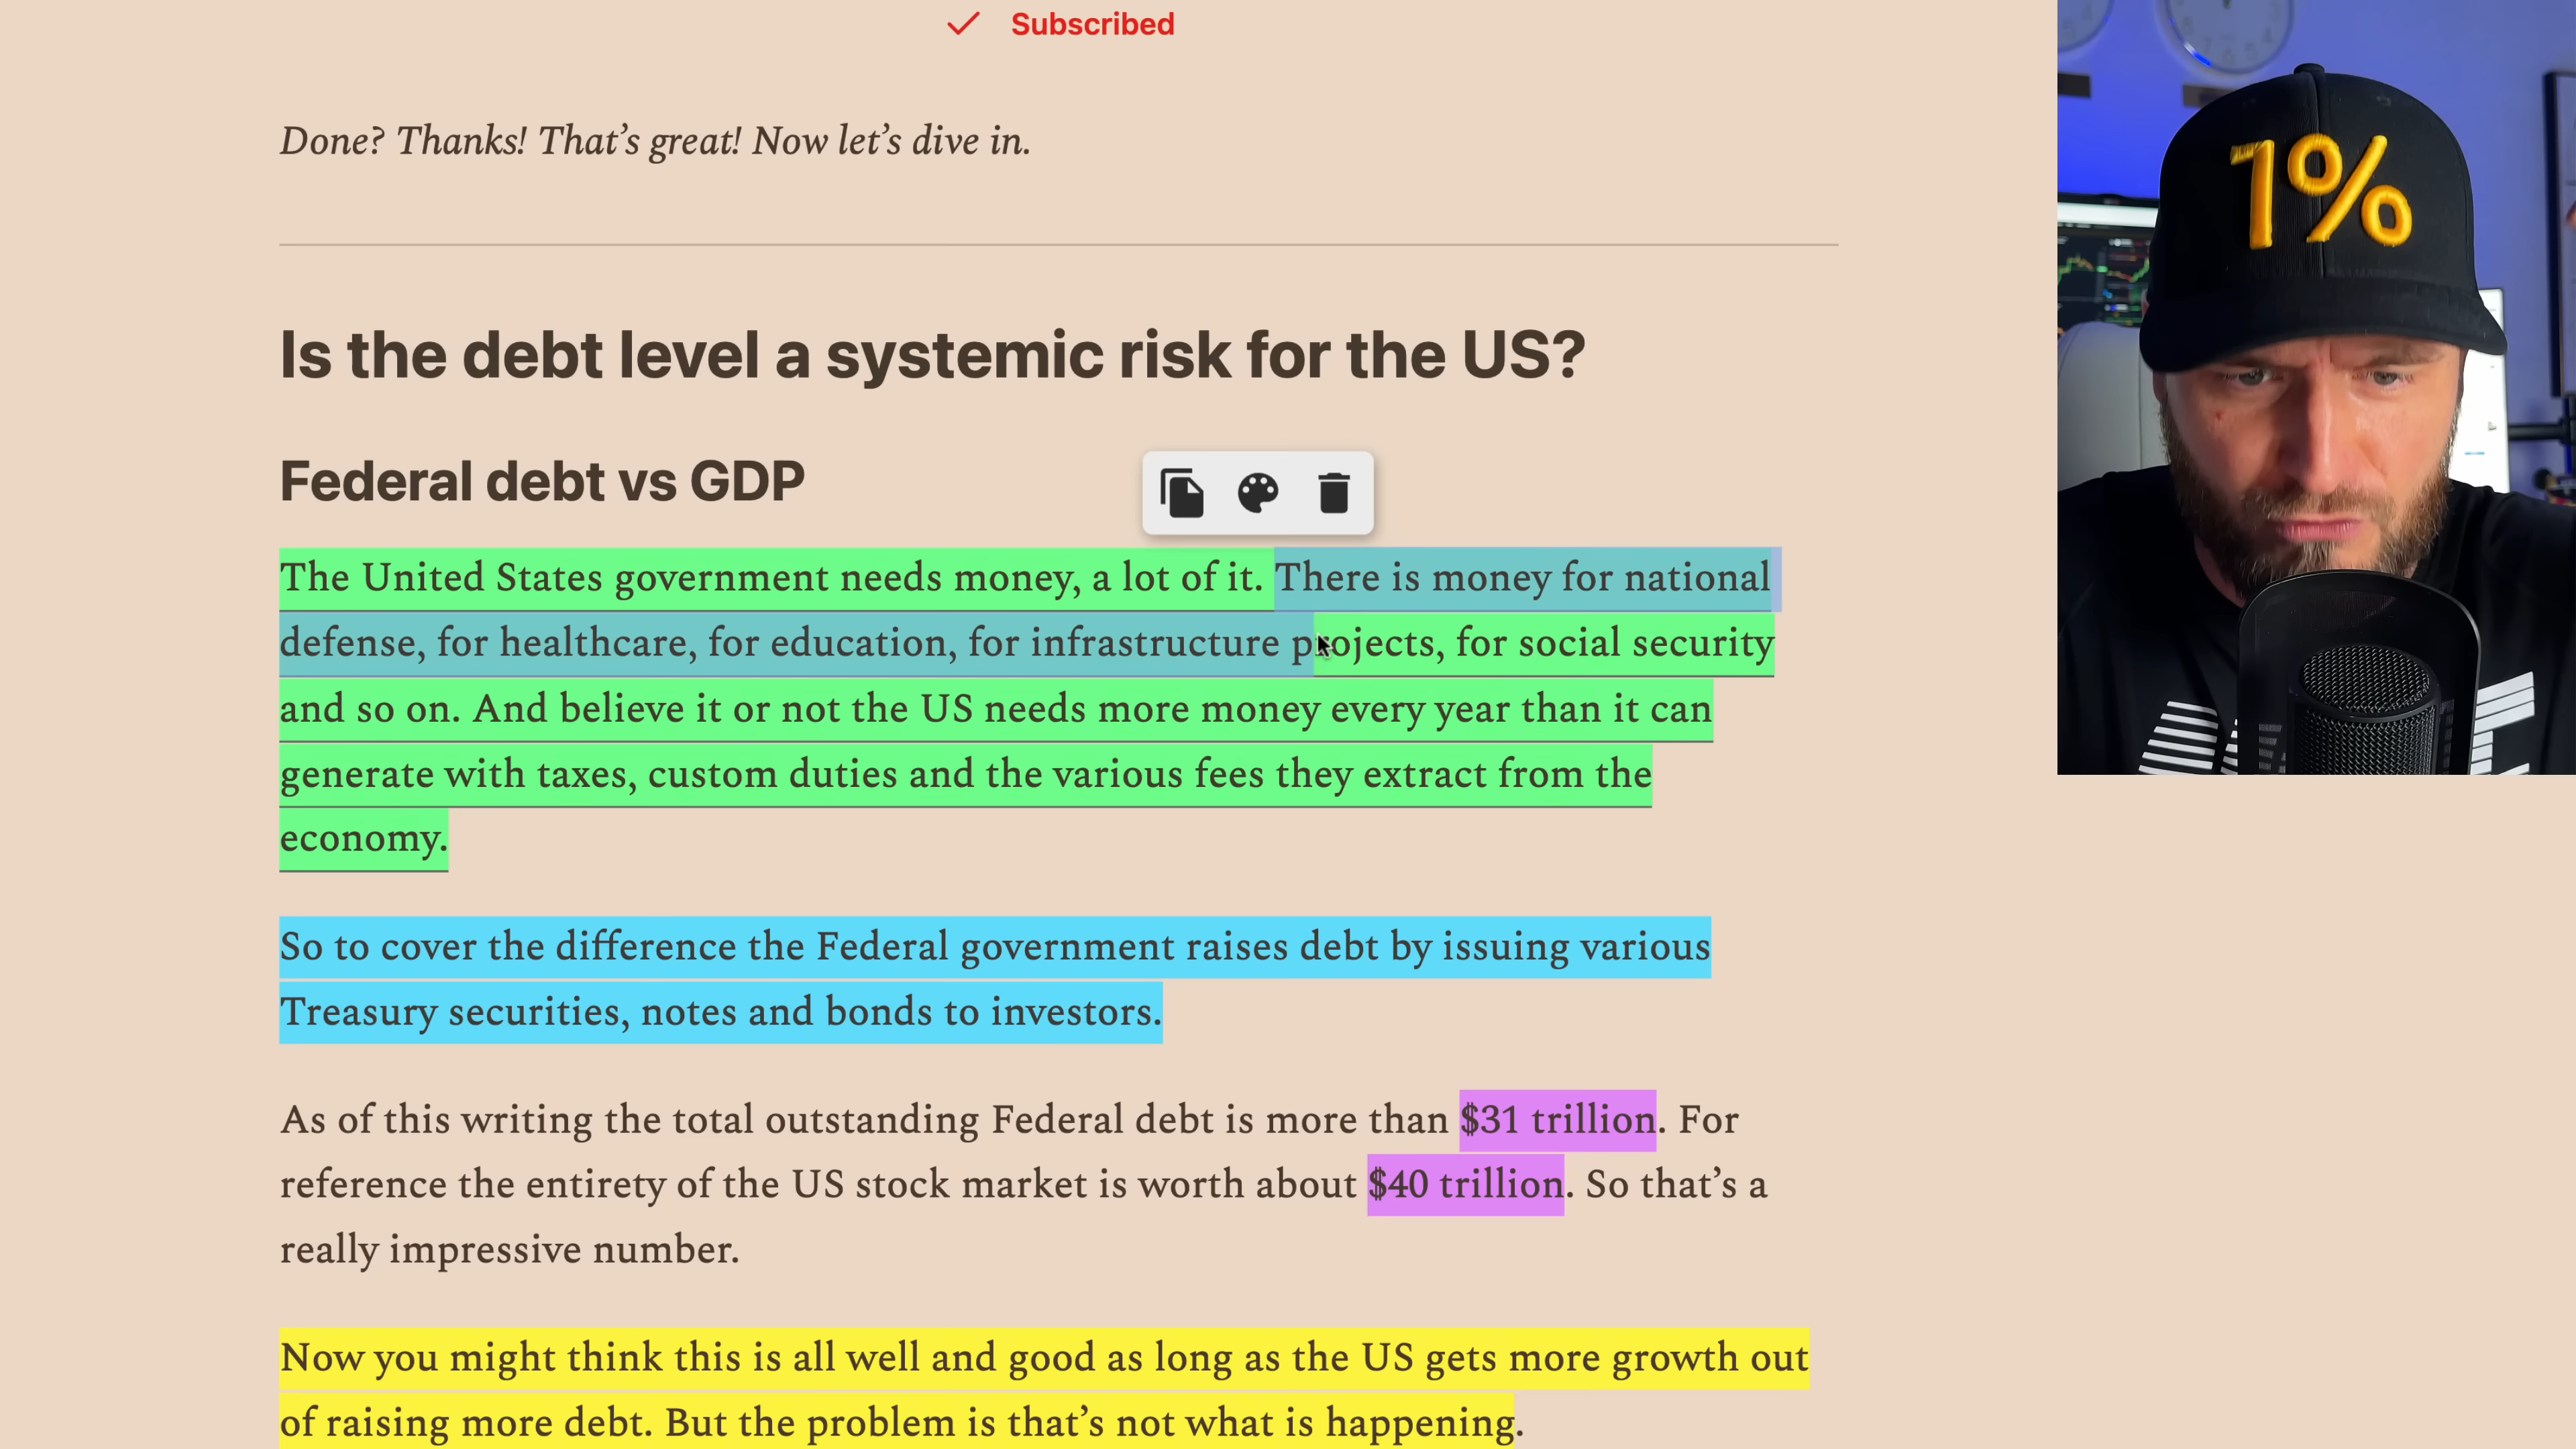 Subscribed
Done? Thanks! That’s great! Now let’s dive in.
Is the debt level a systemic risk for the US?
Federal debt vs GDP
The United States government needs money, a lot of it. There is money for national
defense, for healthcare, for education, for infrastructure projects, for social security
and so on. And believe it or not the US needs more money every year than it can
generate with taxes, custom duties and the various fees they extract from the
economy.
So to cover the difference the Federal government raises debt by issuing various
Treasury securities, notes and bonds to investors.
As of this writing the total outstanding Federal debt is more than $31 trillion. For
reference the entirety of the US stock market is worth about $40 trillion. So that’s a
really impressive number.
Now you might think this is all well and good as long as the US gets more growth out
of raising more debt. But the problem is that’s not what is happening.
1%